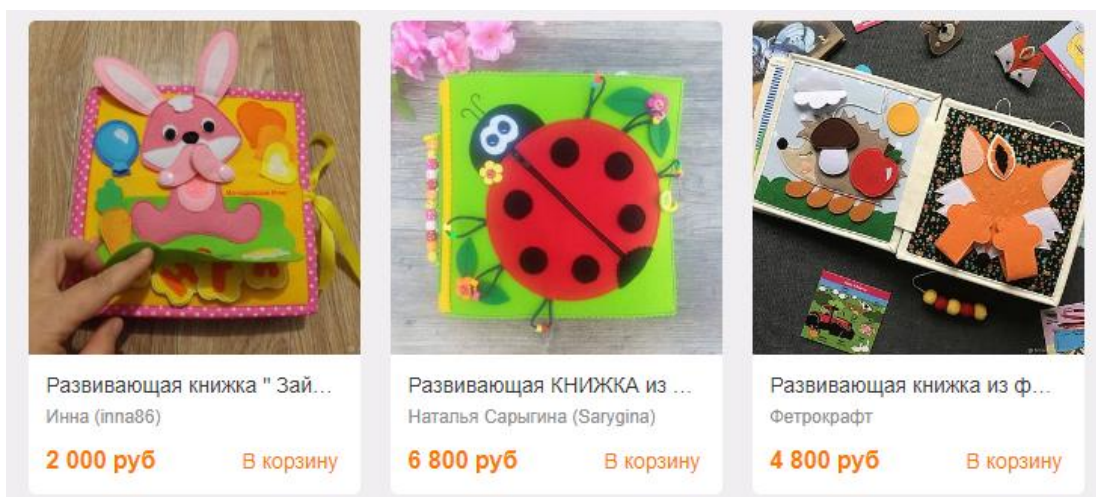 Развивающая книжка " Зай...
Инна (inna86)
2 000 руб
В корзину
Развивающая КНИЖКА из ...
Наталья Сарыгина (Sarygina)
6 800 руб
В корзину
Развивающая книжка из ф...
Фетрокрафт
4 800 руб
В корзину